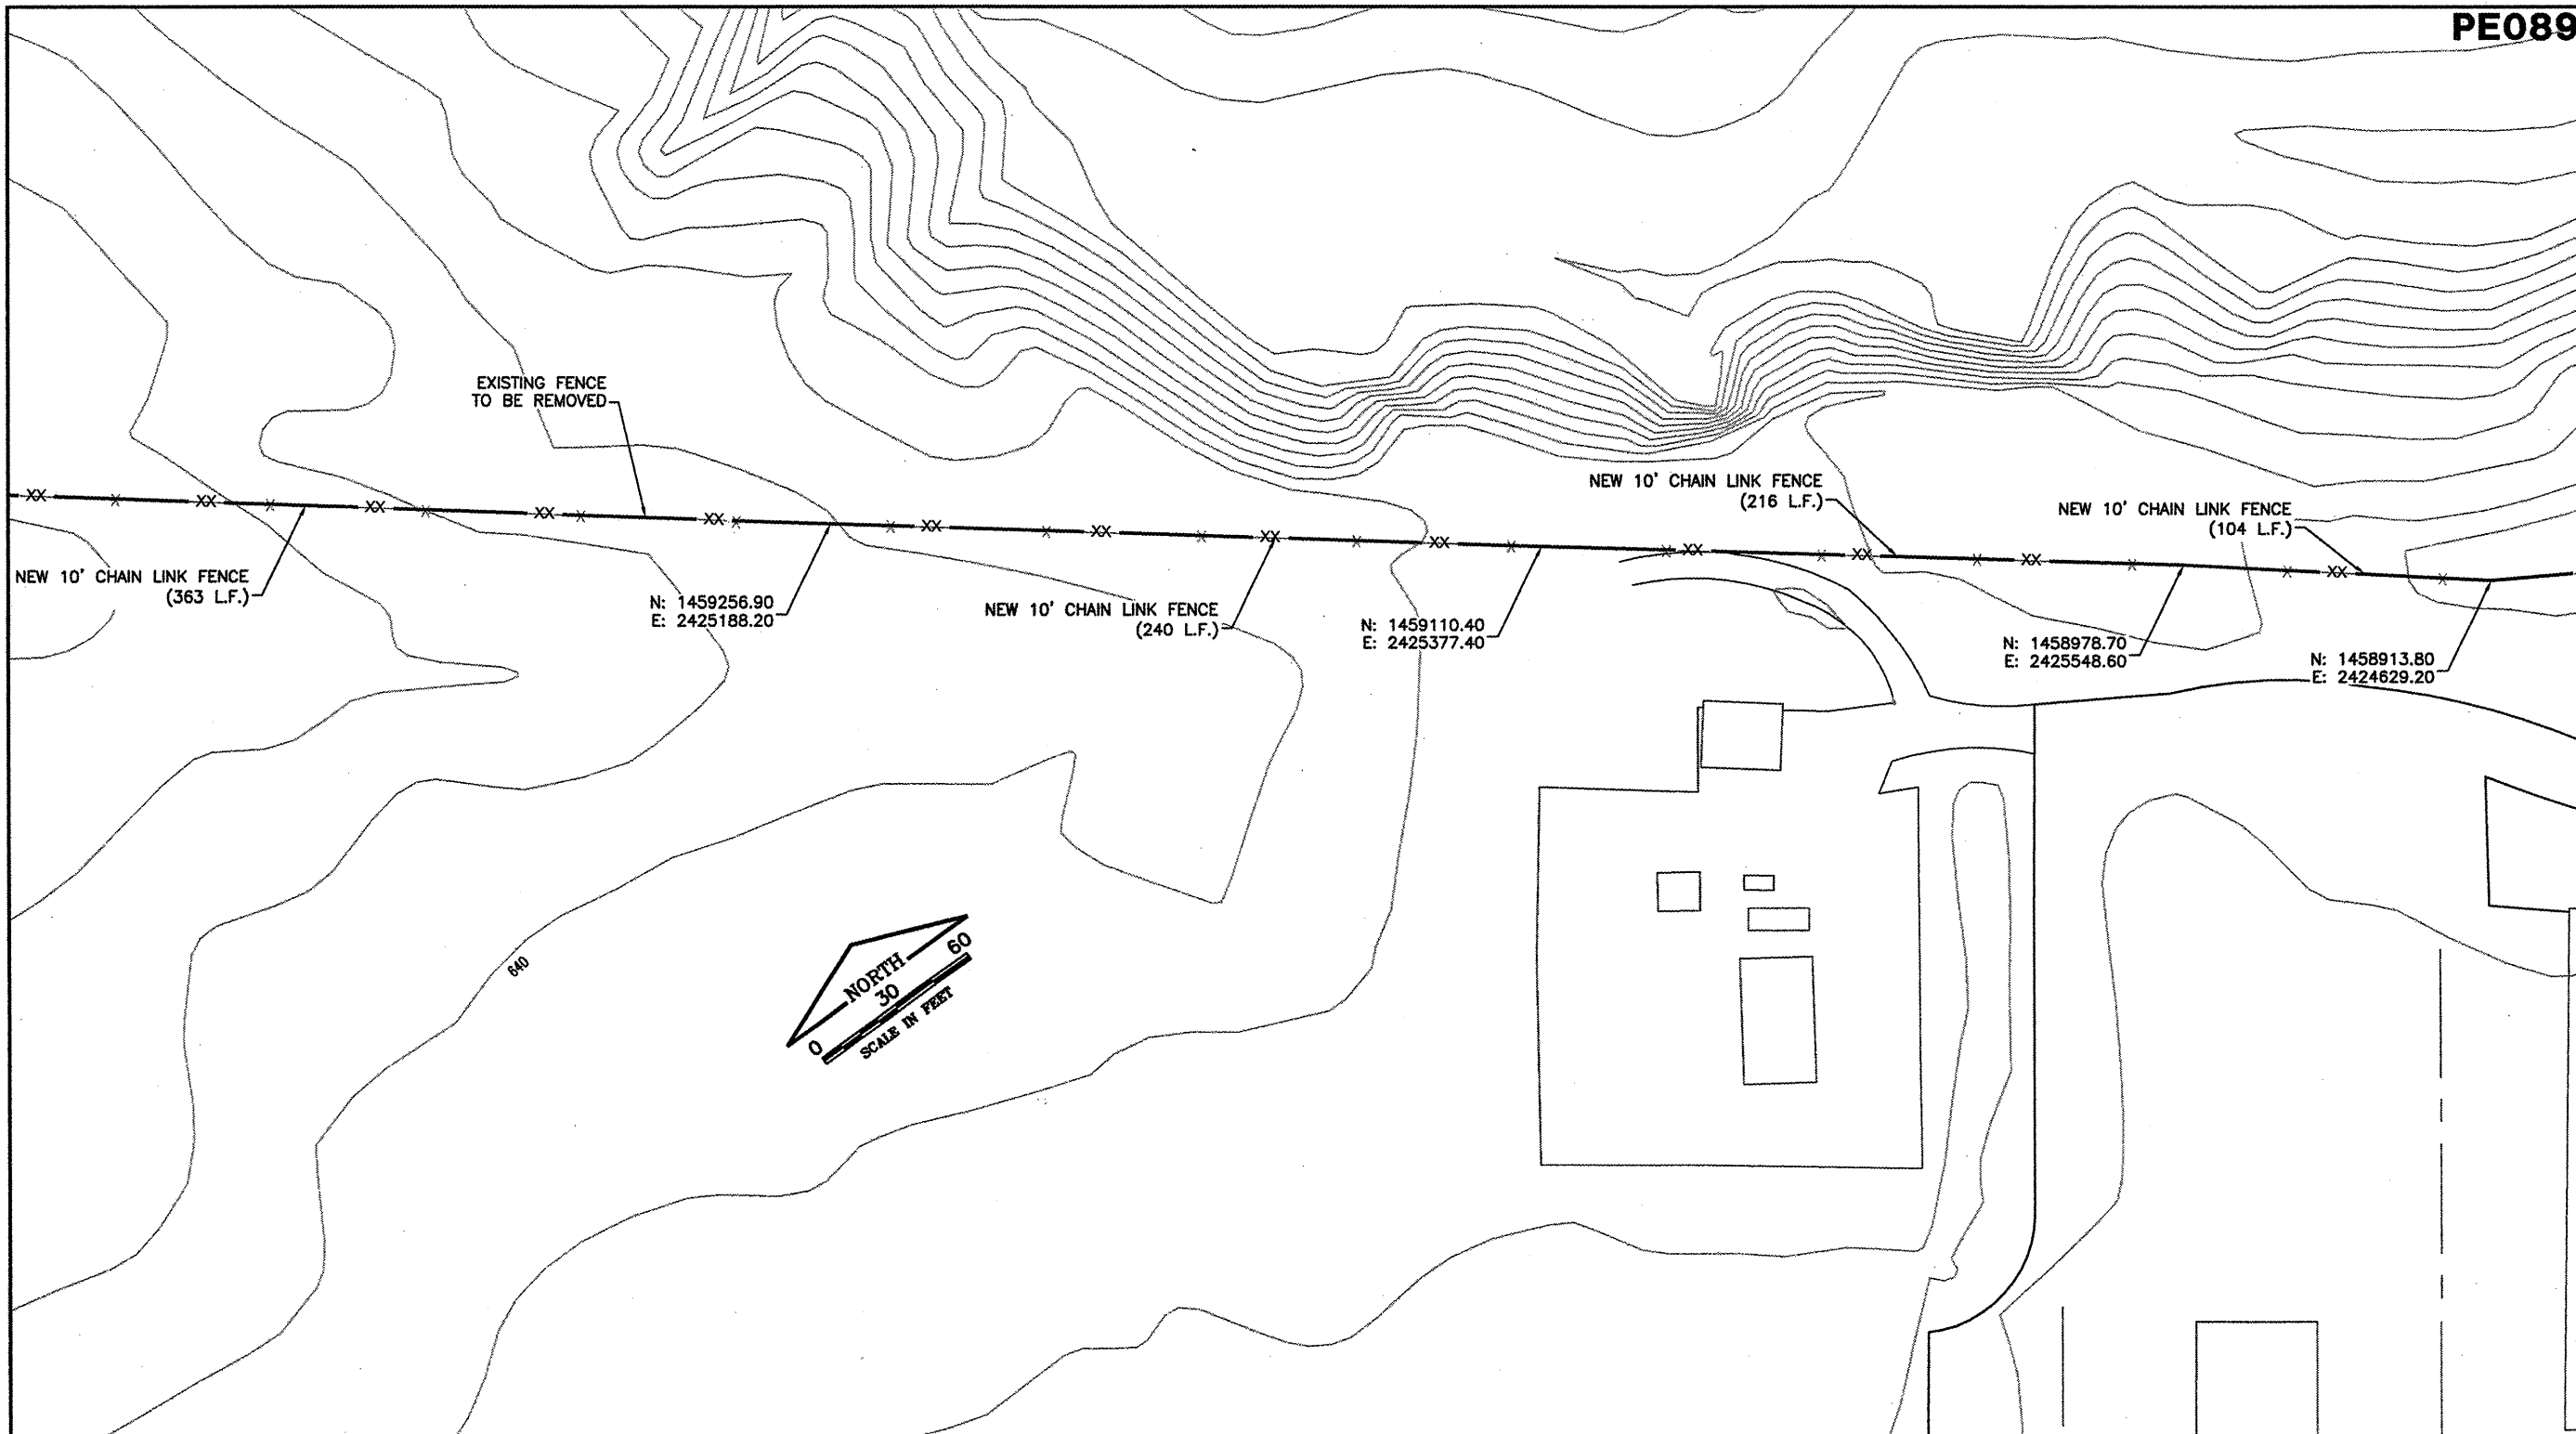 PE089
EXISTING FENCE
TO BE REMOVED
NEW 10' CHAIN LINK FENCE
(216 L.F.)
NEW 10' CHAIN LINK FENCE
(104 L.F.)
NEW 10' CHAIN LINK FENCE
(363 L.F.)
N: 1459256.90
E: 2425188.20
NEW 10' CHAIN LINK FENCE
(240 L.F.)
N: 1459110.40
E: 2425377.40
N: 1458978.70
E: 2425548.60
N: 1458913.80
E: 2424629.20
640
NORTH
0 30 60
SCALE IN FEET